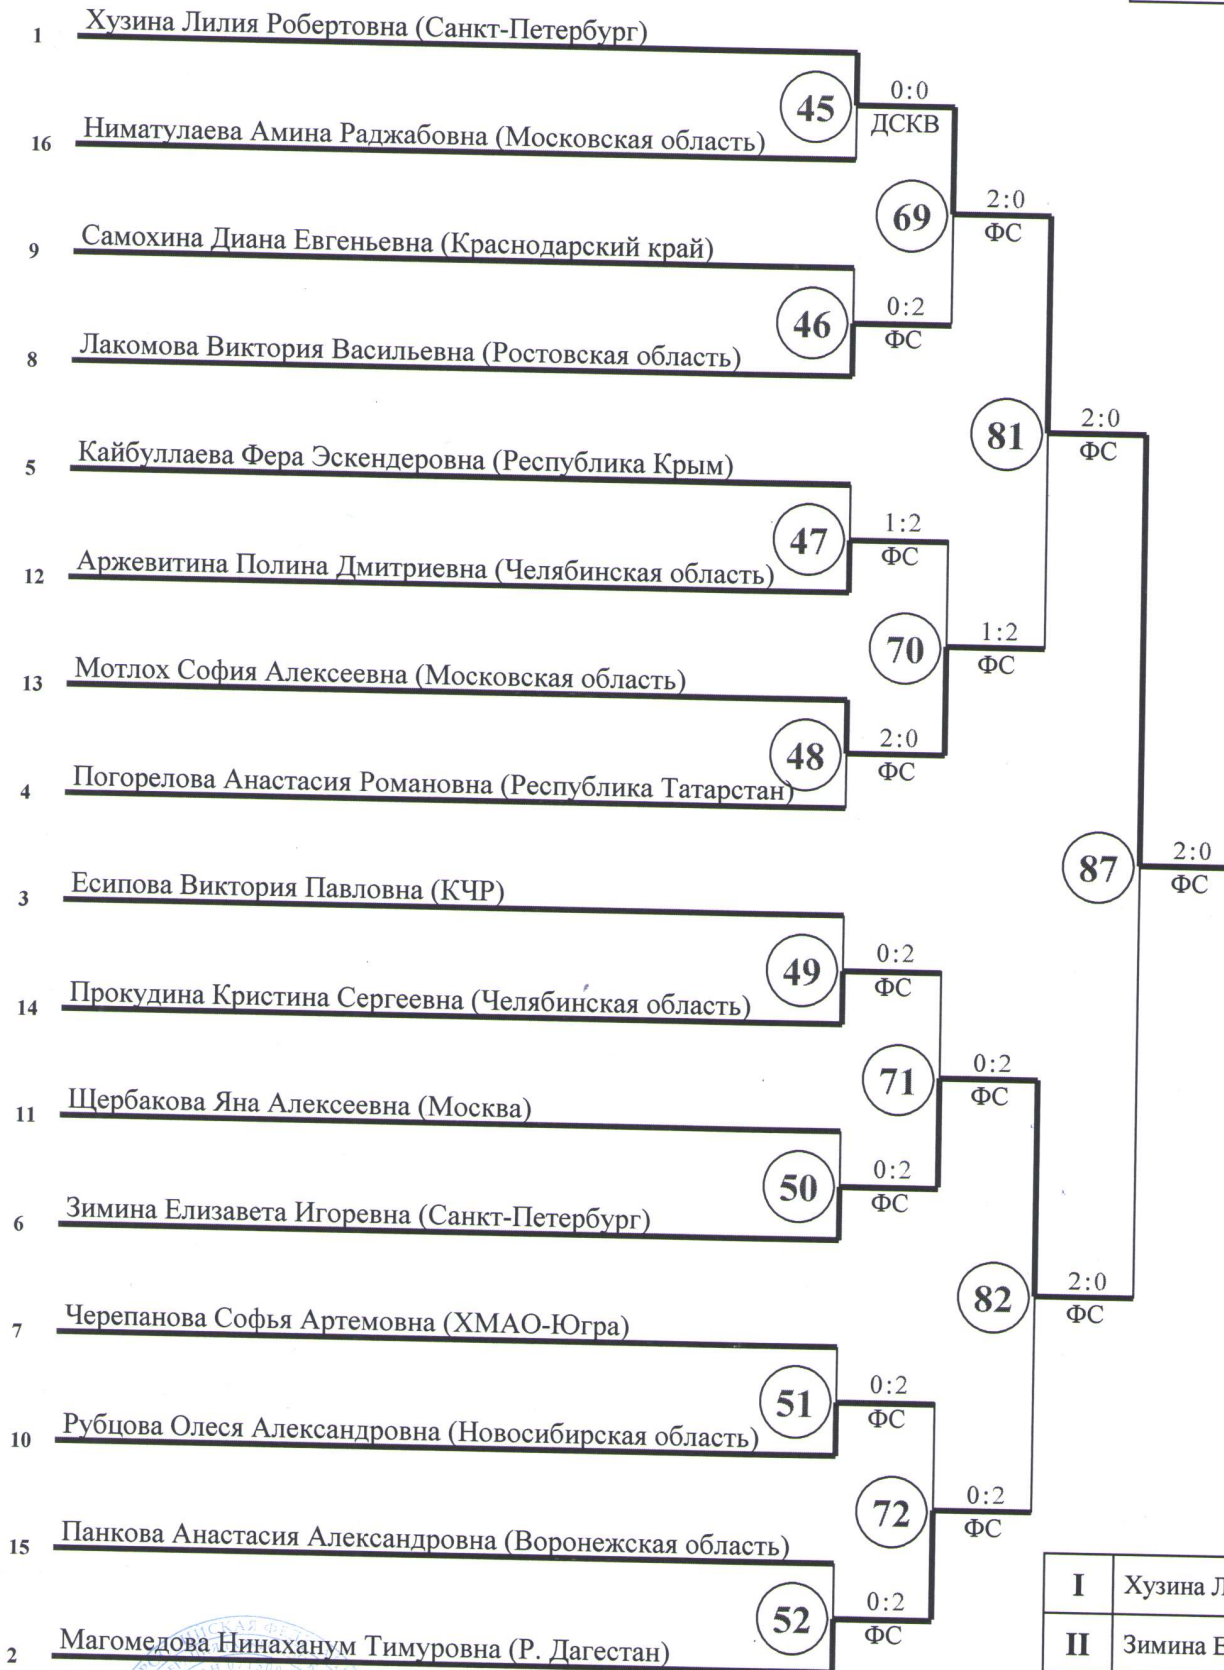 1 Хузина Лилия Робертовна (Санкт-Петербург)
45 0:0
ДСКВ
16 Ниматулаева Амина Раджабовна (Московская область)
69 2:0
ФС
9 Самохина Диана Евгеньевна (Краснодарский край)
46 0:2
ФС
8 Лакомова Виктория Васильевна (Ростовская область)
81 2:0
ФС
5 Кайбуллаева Фера Эскендеровна (Республика Крым)
47 1:2
ФС
12 Аржевитина Полина Дмитриевна (Челябинская область)
70 1:2
ФС
13 Мотлох София Алексеевна (Московская область)
48 2:0
ФС
4 Погорелова Анастасия Романовна (Республика Татарстан)
87 2:0
ФС
3 Есипова Виктория Павловна (КЧР)
49 0:2
ФС
14 Прокудина Кристина Сергеевна (Челябинская область)
71 0:2
ФС
11 Щербакова Яна Алексеевна (Москва)
50 0:2
ФС
6 Зимина Елизавета Игоревна (Санкт-Петербург)
82 2:0
ФС
7 Черепанова Софья Артемовна (ХМАО-Югра)
51 0:2
ФС
10 Рубцова Олеся Александровна (Новосибирская область)
72 0:2
ФС
15 Панкова Анастасия Александровна (Воронежская область)
52 0:2
ФС
2 Магомедова Нинаханум Тимуровна (Р. Дагестан)
I Хузина Л
II Зимина Е